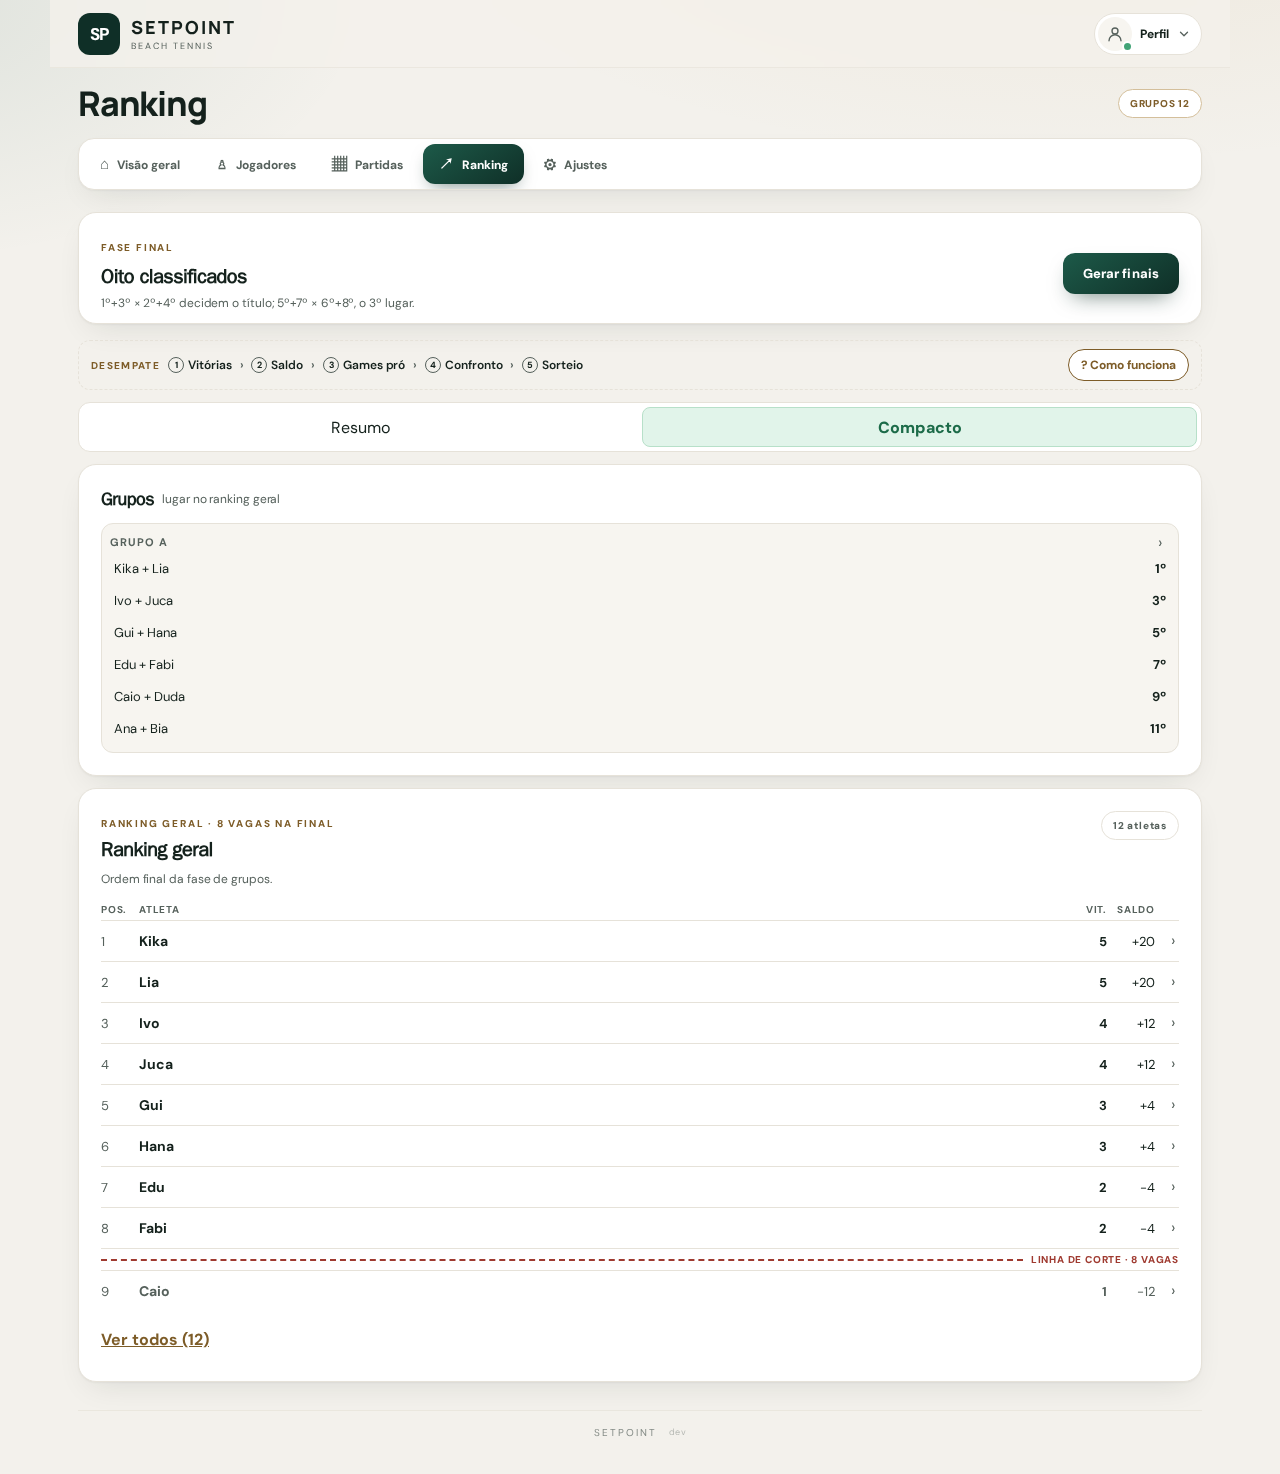 SP
SETPOINT
BEACH TENNIS
Perfil
Ranking
GRUPOS 12
Visão geral
Jogadores
Partidas
Ranking
Ajustes
FASE FINAL
Oito classificados
1º+3º × 2º+4º decidem o título; 5º+7º × 6º+8º, o 3º lugar.
Gerar finais
DESEMPATE 1 Vitórias › 2 Saldo › 3 Games pró › 4 Confronto › 5 Sorteio
? Como funciona
Resumo
Compacto
Grupos lugar no ranking geral
GRUPO A ›
Kika + Lia 1º
Ivo + Juca 3º
Gui + Hana 5º
Edu + Fabi 7º
Caio + Duda 9º
Ana + Bia 11º
RANKING GERAL · 8 VAGAS NA FINAL
12 atletas
Ranking geral
Ordem final da fase de grupos.
POS. ATLETA VIT. SALDO
1 Kika 5 +20 ›
2 Lia 5 +20 ›
3 Ivo 4 +12 ›
4 Juca 4 +12 ›
5 Gui 3 +4 ›
6 Hana 3 +4 ›
7 Edu 2 -4 ›
8 Fabi 2 -4 ›
LINHA DE CORTE · 8 VAGAS
9 Caio 1 -12 ›
Ver todos (12)
SETPOINT dev